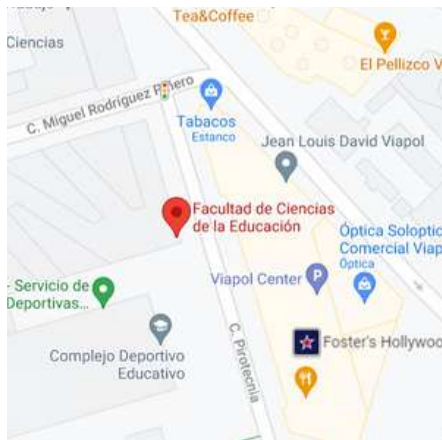 Tea&Coffee
Ciencias
El Pellizco V
C. Miguel Rodríguez Piñero
Tabacos
Estanco
Jean Louis David Viapol
Facultad de Ciencias
de la Educación
Óptica Soloptic
Comercial Viap
Óptica
- Servicio de
Deportivas...
Viapol Center
P
C. Pirotecnia
Foster's Hollywoo
Complejo Deportivo
Educativo